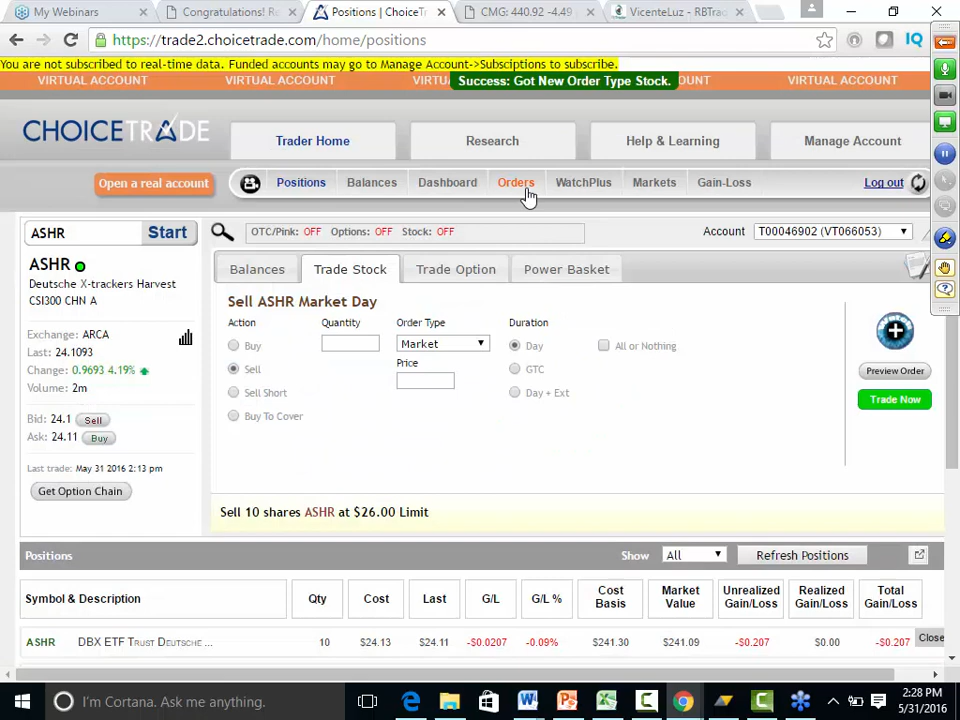 My Webinars
Congratulations! Re
Positions | ChoiceTr
CMG: 440.92 -4.49
VicenteLuz - RBTrad
https://trade2.choicetrade.com/home/positions
IQ
You are not subscribed to real-time data. Funded accounts may go to Manage Account->Subsciptions to subscribe.
VIRTUAL ACCOUNT
VIRTUAL ACCOUNT
VIRTUAL ACCOUNT
Success: Got New Order Type Stock.
CHOICETRADE
Trader Home
Research
Help & Learning
Manage Account
Open a real account
Positions
Balances
Dashboard
Orders
WatchPlus
Markets
Gain-Loss
Log out
ASHR
Start
OTC/Pink: OFF Options: OFF Stock: OFF
Account
T00046902 (VT066053)
ASHR
Deutsche X-trackers Harvest
CSI300 CHN A
Exchange: ARCA
Last: 24.1093
Change: 0.9693 4.19%
Volume: 2m
Bid: 24.1 Sell
Ask: 24.11 Buy
Last trade: May 31 2016 2:13 pm
Get Option Chain
Balances
Trade Stock
Trade Option
Power Basket
Sell ASHR Market Day
Action
Quantity
Order Type
Duration
Buy
Market
Day
All or Nothing
Sell
Price
GTC
Sell Short
Day + Ext
Buy To Cover
Preview Order
Trade Now
Sell 10 shares ASHR at $26.00 Limit
Positions
Show
All
Refresh Positions
Symbol & Description
Qty
Cost
Last
G/L
G/L %
Cost Basis
Market Value
Unrealized Gain/Loss
Realized Gain/Loss
Total Gain/Loss
ASHR
DBX ETF Trust Deutsche ...
10
$24.13
$24.11
-$0.0207
-0.09%
$241.30
$241.09
-$0.207
$0.00
-$0.207
Close
I'm Cortana. Ask me anything.
2:28 PM
5/31/2016